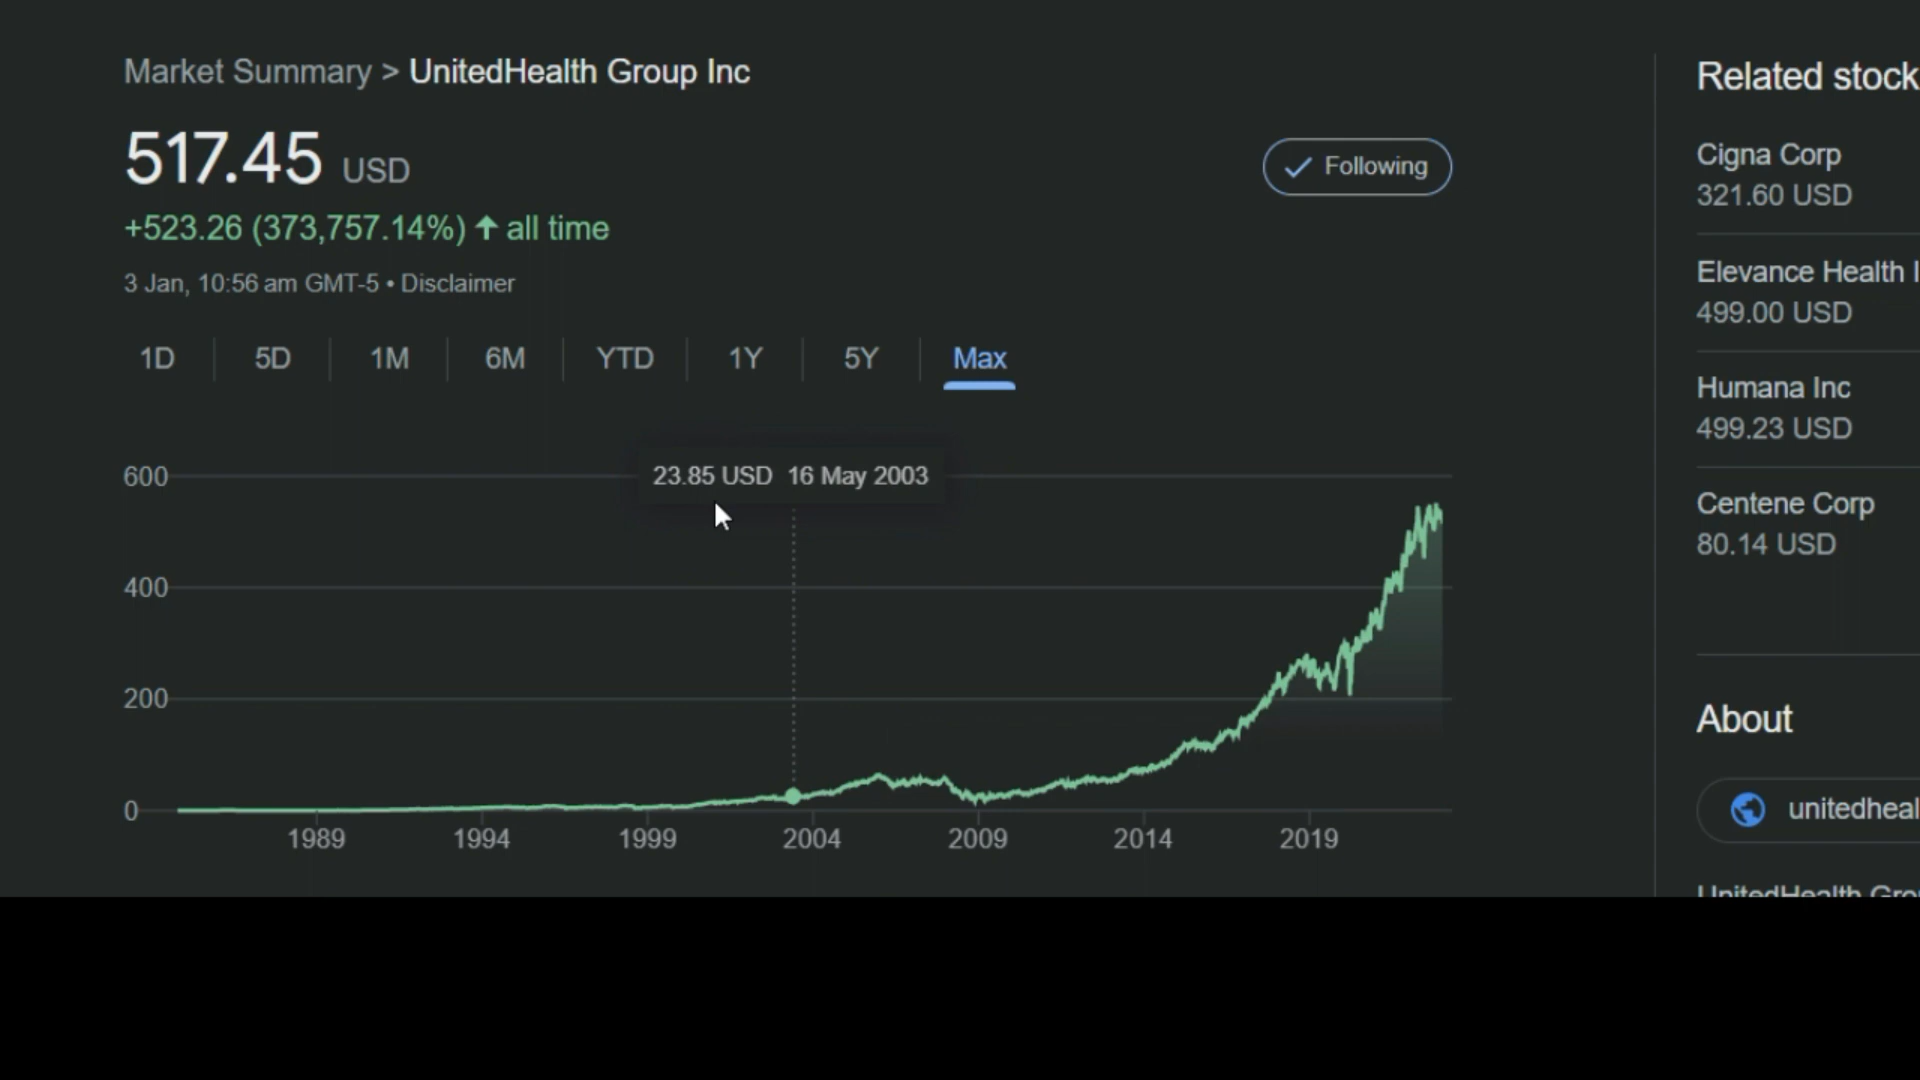 Market Summary > UnitedHealth Group Inc
517.45 USD
+523.26 (373,757.14%) ↑ all time
3 Jan, 10:56 am GMT-5 • Disclaimer
Following
1D 5D 1M 6M YTD 1Y 5Y Max
23.85 USD 16 May 2003
600
400
200
0
1989 1994 1999 2004 2009 2014 2019
Related stock
Cigna Corp
321.60 USD
Elevance Health I
499.00 USD
Humana Inc
499.23 USD
Centene Corp
80.14 USD
About
unitedheal
UnitedHealth Gro